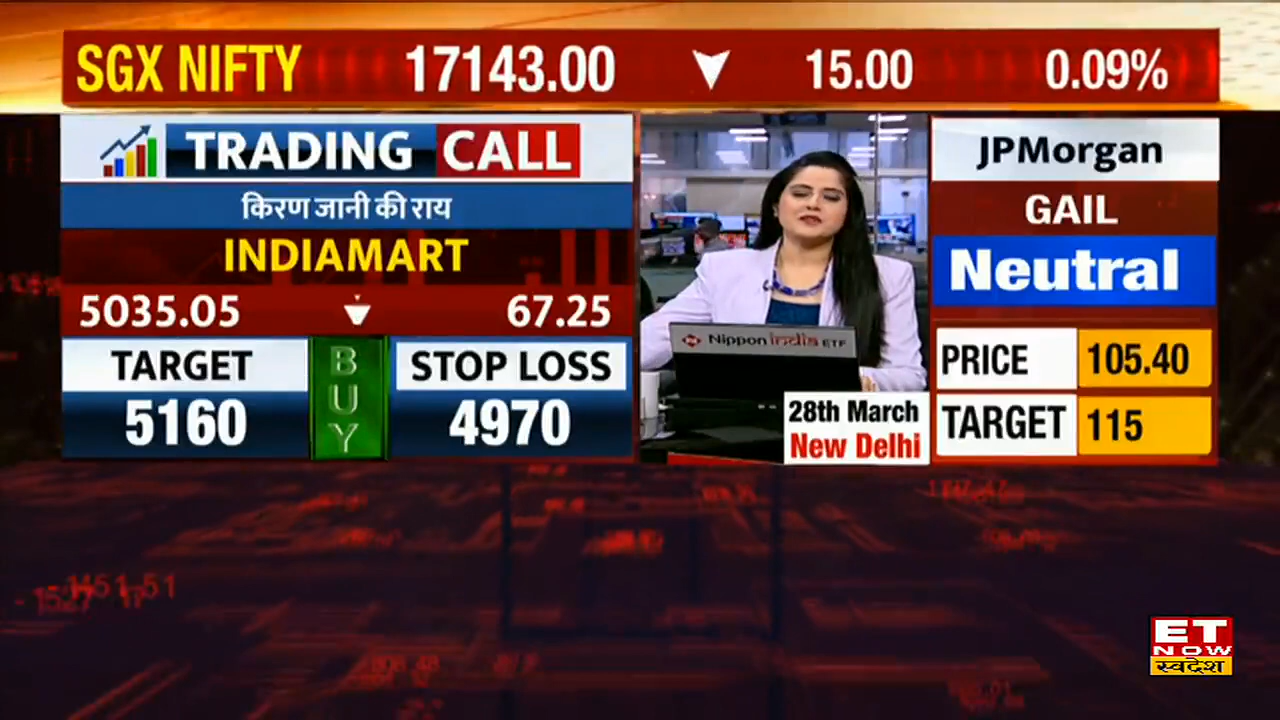 SGX NIFTY 17143.00 15.00 0.09%
TRADING CALL
किरण जानी की राय
INDIAMART
5035.05 67.25
TARGET
5160
BUY
STOP LOSS
4970
Nippon india ETF
28th March
New Delhi
JPMorgan
GAIL
Neutral
PRICE 105.40
TARGET 115
ET
NOW
स्वदेश